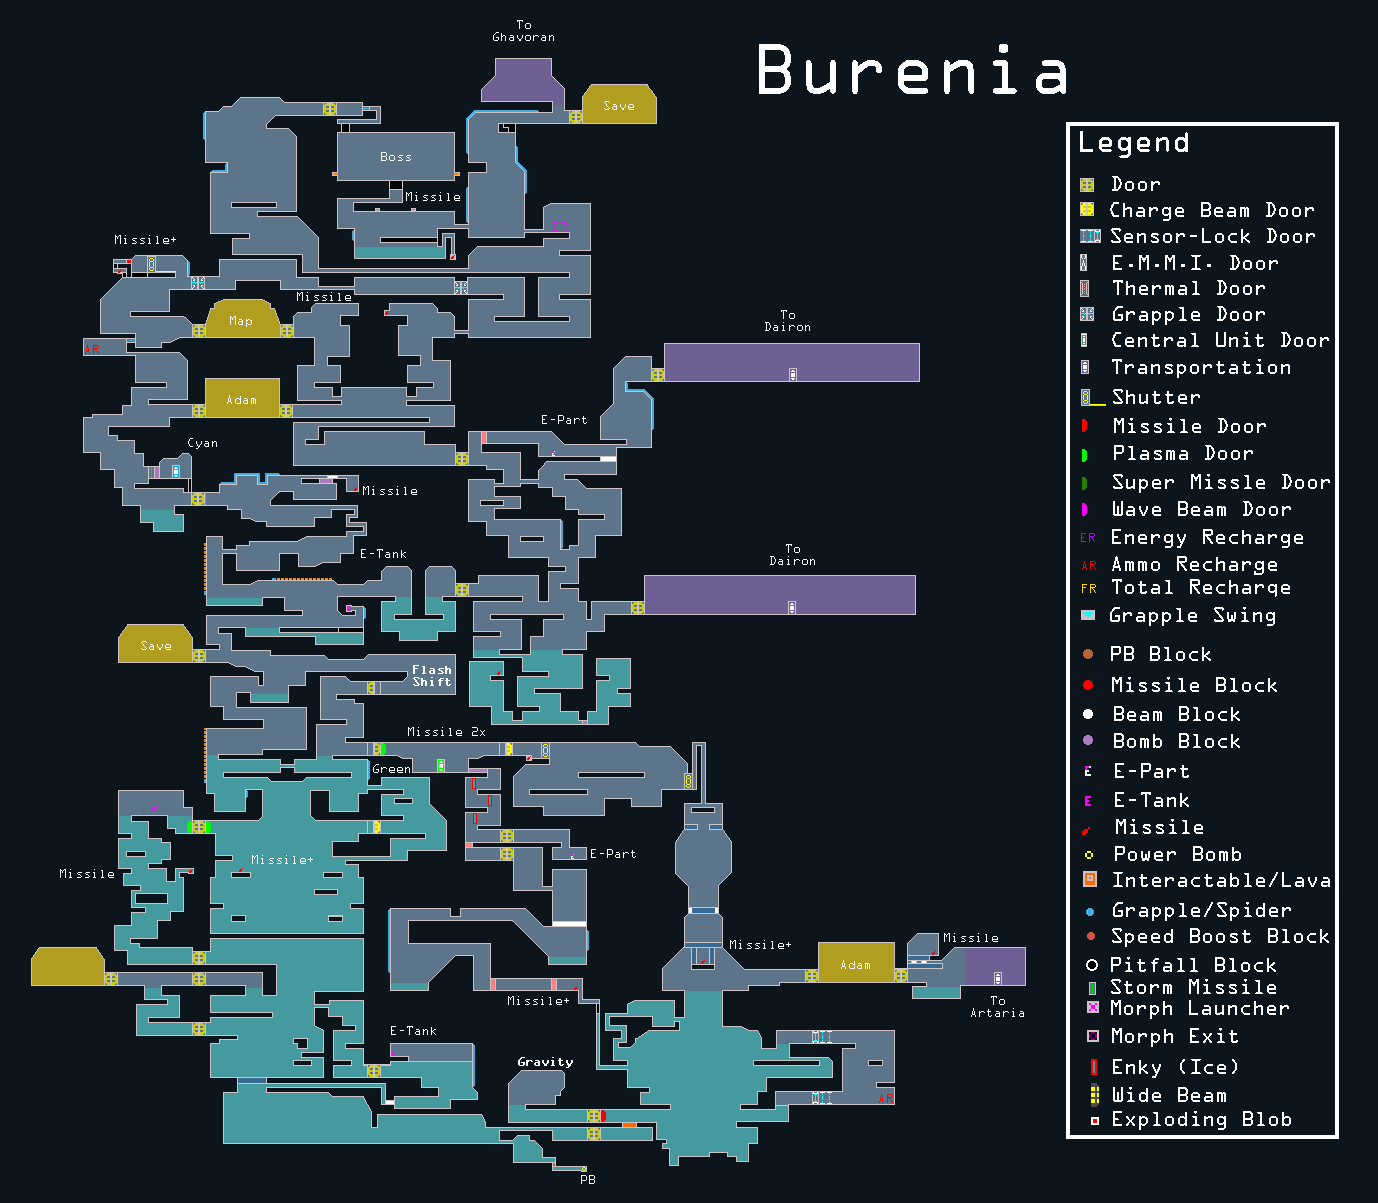 To
Ghavoran
Burenia
Save
Boss
Missile
ER
Missile+
Missile
Map
AR
To
Dairon
Adam
E-Part
Cyan
Missile
E-Tank
To
Dairon
Save
Flash
Shift
Missile 2x
Green
ER
Missile+
E-Part
Missile
Missile+
Adam
Missile
Missile+
To
Artaria
E-Tank
Gravity
AR
PB
Legend
Door
Charge Beam Door
Sensor-Lock Door
E.M.M.I. Door
Thermal Door
Grapple Door
Central Unit Door
Transportation
Shutter
Missile Door
Plasma Door
Super Missle Door
Wave Beam Door
ER Energy Recharge
AR Ammo Recharge
FR Total Recharge
Grapple Swing
PB Block
Missile Block
Beam Block
Bomb Block
E E-Part
E E-Tank
Missile
Power Bomb
Interactable/Lava
Grapple/Spider
Speed Boost Block
Pitfall Block
Storm Missile
Morph Launcher
Morph Exit
Enky (Ice)
Wide Beam
Exploding Blob